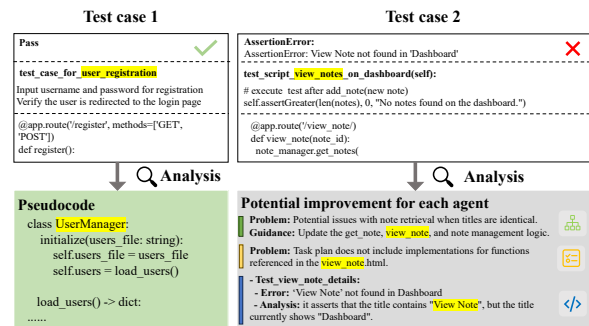 Test case 1
Pass
test_case_for_user_registration
Input username and password for registration
Verify the user is redirected to the login page
@app.route('/register', methods=['GET',
'POST'])
def register():
Analysis
Pseudocode
class UserManager:
initialize(users_file: string):
self.users_file = users_file
self.users = load_users()
load_users() -> dict:
......
Test case 2
AssertionError:
AssertionError: View Note not found in 'Dashboard'
test_script_view_notes_on_dashboard(self):
# execute test after add_note(new note)
self.assertGreater(len(notes), 0, "No notes found on the dashboard.")
@app.route('/view_note/)
def view_note(note_id):
note_manager.get_notes(
Analysis
Potential improvement for each agent
Problem: Potential issues with note retrieval when titles are identical.
Guidance: Update the get_note, view_note, and note management logic.
Problem: Task plan does not include implementations for functions
referenced in the view_note.html.
- Test_view_note_details:
- Error: ‘View Note’ not found in Dashboard
- Analysis: it asserts that the title contains "View Note", but the title
currently shows "Dashboard".